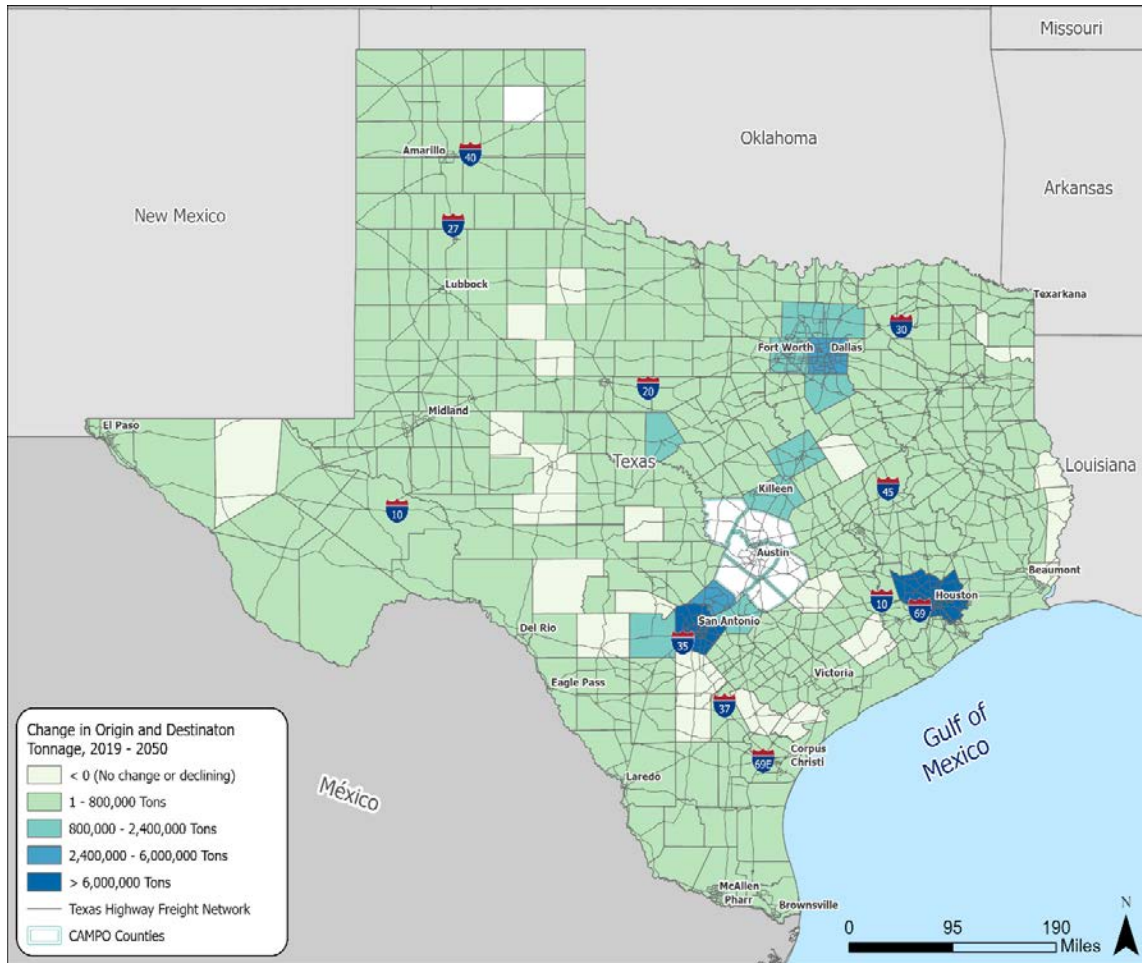 Missouri
Oklahoma
Amarillo
40
Arkansas
New Mexico
27
Lubbock
Texarkana
30
Fort Worth
Dallas
20
Midland
El Paso
Texas
Louisiana
Killeen
45
10
Austin
Beaumont
10
Houston
69
San Antonio
Del Rio
35
Victoria
Eagle Pass
37
Gulf of
Mexico
Corpus
Christi
69E
Laredo
México
McAllen
Pharr
Brownsville
Change in Origin and Destinaton
Tonnage, 2019 - 2050
< 0 (No change or declining)
1 - 800,000 Tons
800,000 - 2,400,000 Tons
2,400,000 - 6,000,000 Tons
> 6,000,000 Tons
Texas Highway Freight Network
CAMPO Counties
N
0 95 190
Miles